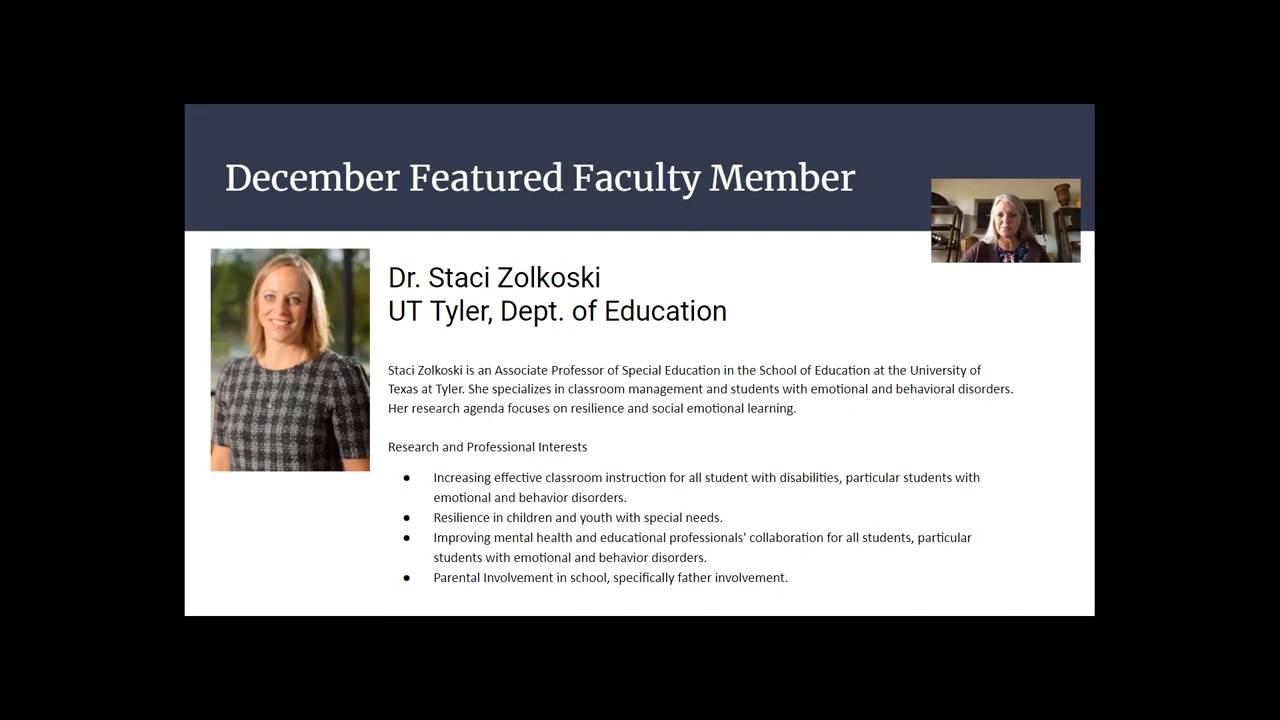 December Featured Faculty Member
Dr. Staci Zolkoski
UT Tyler, Dept. of Education
Staci Zolkoski is an Associate Professor of Special Education in the School of Education at the University of
Texas at Tyler. She specializes in classroom management and students with emotional and behavioral disorders.
Her research agenda focuses on resilience and social emotional learning.
Research and Professional Interests
● Increasing effective classroom instruction for all student with disabilities, particular students with
emotional and behavior disorders.
● Resilience in children and youth with special needs.
● Improving mental health and educational professionals' collaboration for all students, particular
students with emotional and behavior disorders.
● Parental Involvement in school, specifically father involvement.